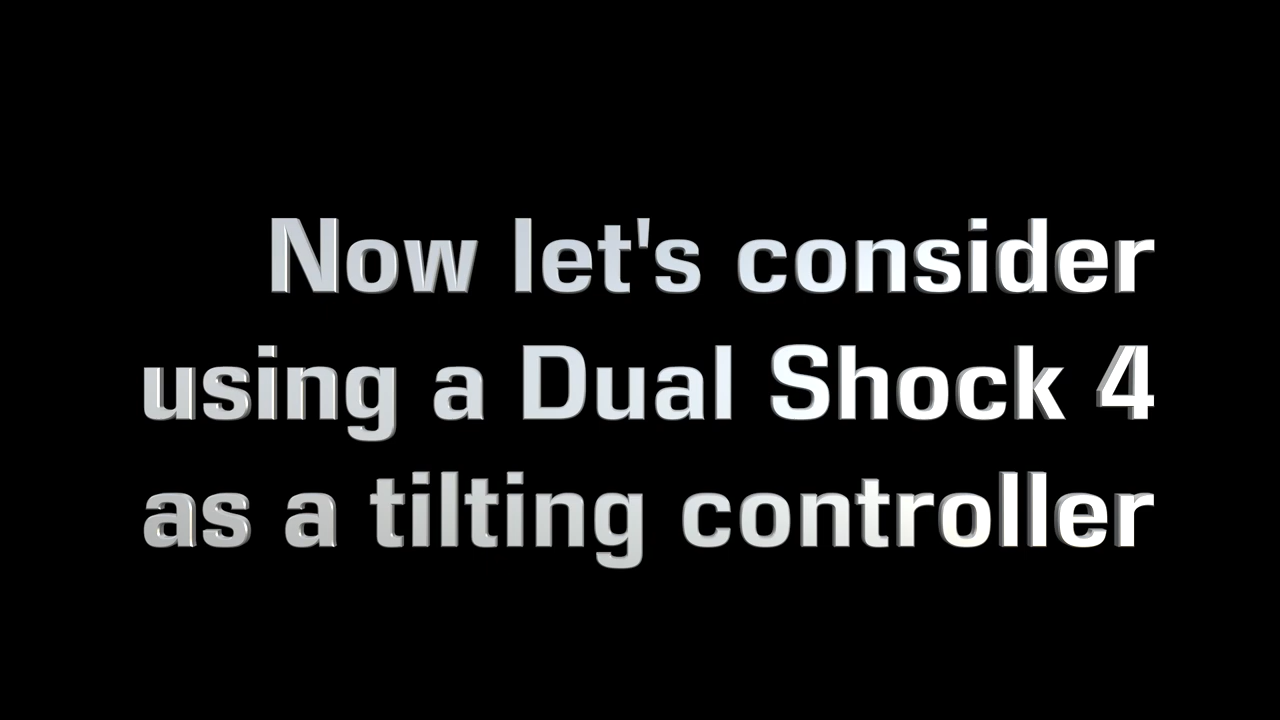 Now let's consider
using a Dual Shock 4
as a tilting controller